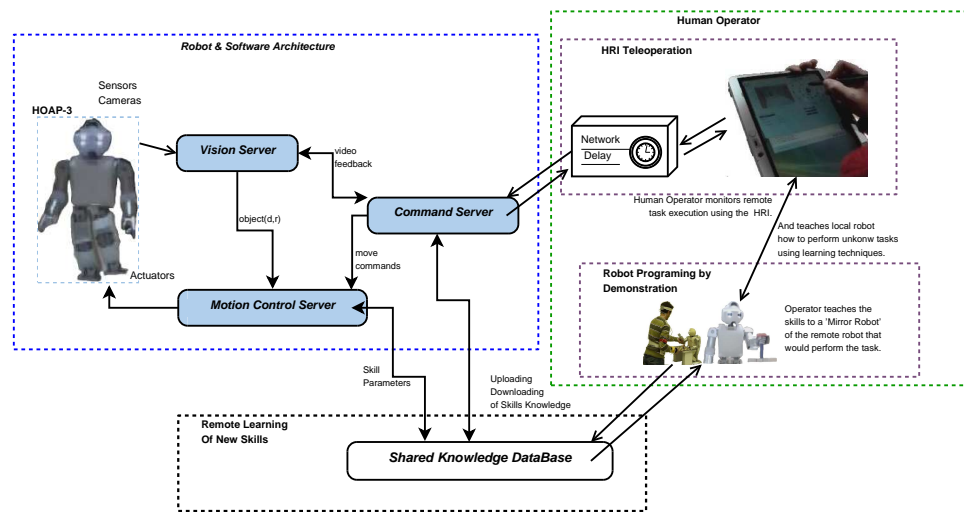 Human Operator
Robot & Software Architecture
HRI Teleoperation
Sensors
Cameras
HOAP-3
Vision Server
video
feedback
Network
Delay
Command Server
Human Operator monitors remote
task execution using the HRI.
object(d,r)
move
commands
And teaches local robot
how to perform unkonw tasks
using learning techniques.
Actuators
Motion Control Server
Robot Programing by
Demonstration
Operator teaches the
skills to a 'Mirror Robot'
of the remote robot that
would perform the task.
Skill
Parameters
Uploading
Downloading
of Skills Knowledge
Remote Learning
Of New Skills
Shared Knowledge DataBase